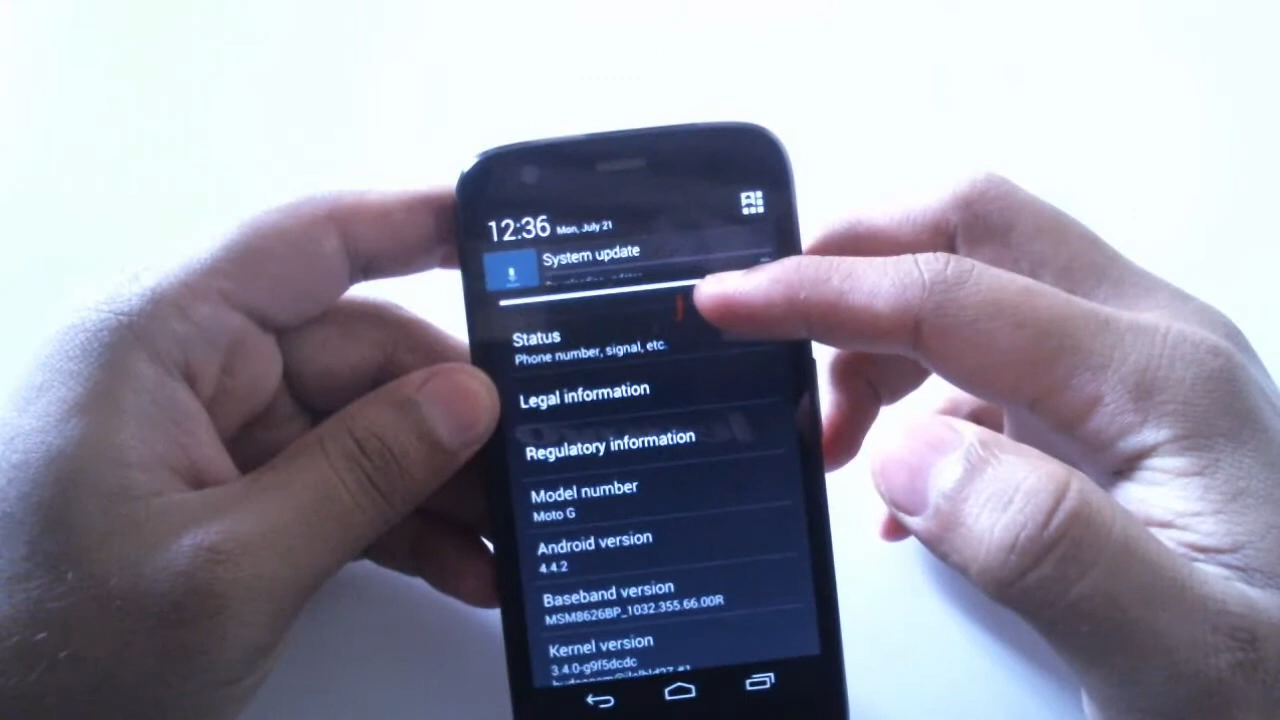 12:36 Mon, July 21
System update
Status
Phone number, signal, etc.
Legal information
Regulatory information
Model number
Moto G
Android version
4.4.2
Baseband version
MSM8626BP_1032.355.66.00R
Kernel version
3.4.0-g9f5dcdc